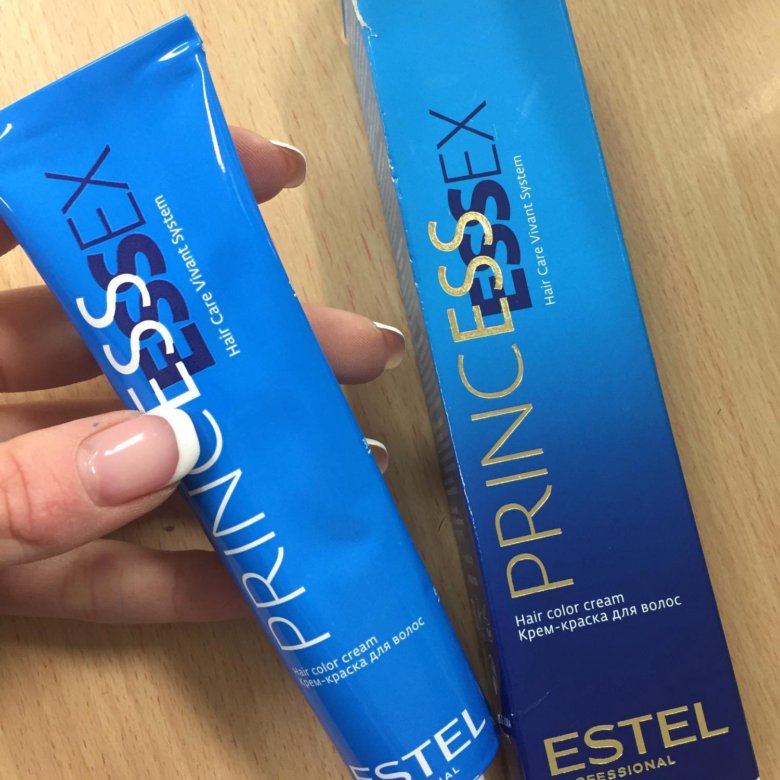 PRINCESS
ESSEX
Hair Care Vivant System
Hair color cream
Крем-краска для волос
ESTEL
PRINCESS
ESSEX
Hair Care Vivant System
Hair color cream
Крем-краска для волос
ESTEL
PROFESSIONAL